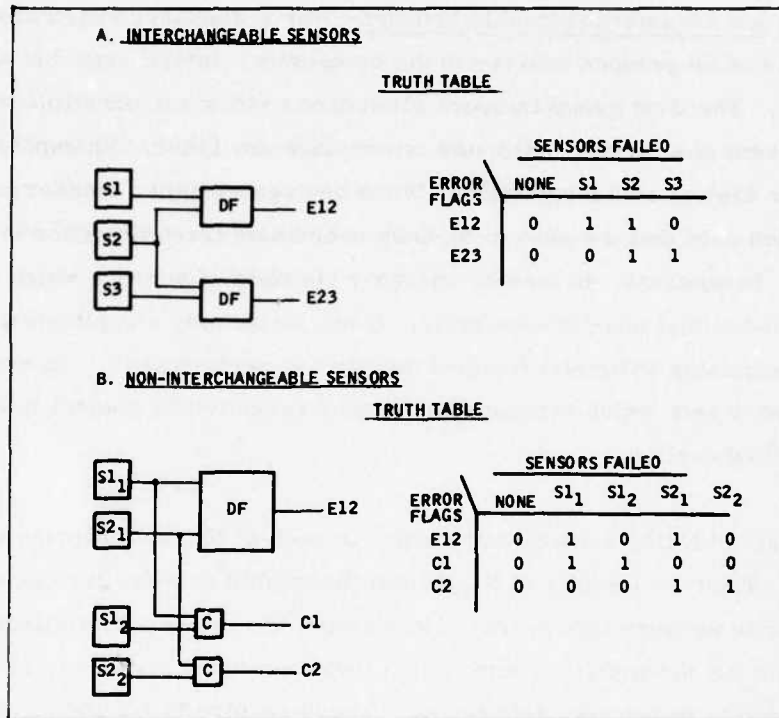 A. INTERCHANGEABLE SENSORS
TRUTH TABLE
SENSORS FAILEO
ERROR FLAGS NONE S1 S2 S3
E12 0 1 1 0
E23 0 0 1 1
S1
S2
S3
DF
E12
DF
E23
B. NON-INTERCHANGEABLE SENSORS
TRUTH TABLE
SENSORS FAILEO
ERROR FLAGS NONE S1₁ S1₂ S2₁ S2₂
E12 0 1 0 0 0
C1 0 1 1 0 0
C2 0 0 0 1 1
S1₁
S2₁
DF
E12
S1₂
C
C1
S2₂
C
C2